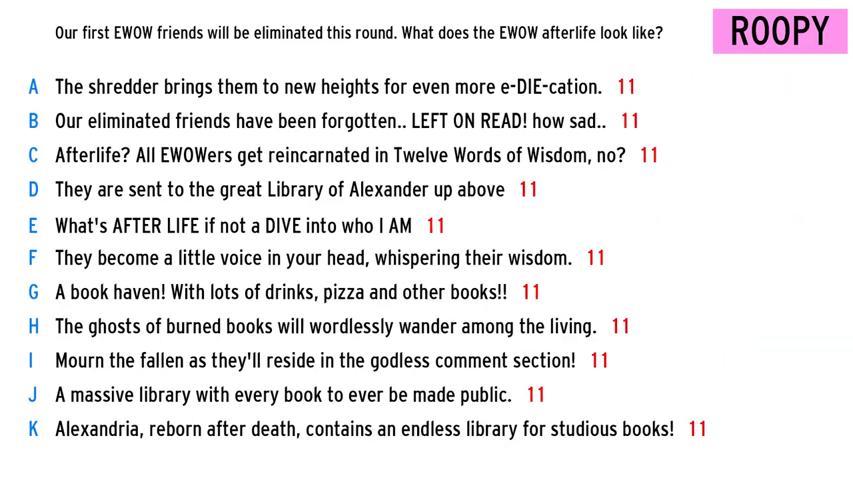 Our first EWOW friends will be eliminated this round. What does the EWOW afterlife look like?
ROOPY
A The shredder brings them to new heights for even more e-DIE-cation. 11
B Our eliminated friends have been forgotten.. LEFT ON READ! how sad.. 11
C Afterlife? All EWOWers get reincarnated in Twelve Words of Wisdom, no? 11
D They are sent to the great Library of Alexander up above 11
E What's AFTER LIFE if not a DIVE into who I AM 11
F They become a little voice in your head, whispering their wisdom. 11
G A book haven! With lots of drinks, pizza and other books!! 11
H The ghosts of burned books will wordlessly wander among the living. 11
I Mourn the fallen as they'll reside in the godless comment section! 11
J A massive library with every book to ever be made public. 11
K Alexandria, reborn after death, contains an endless library for studious books! 11